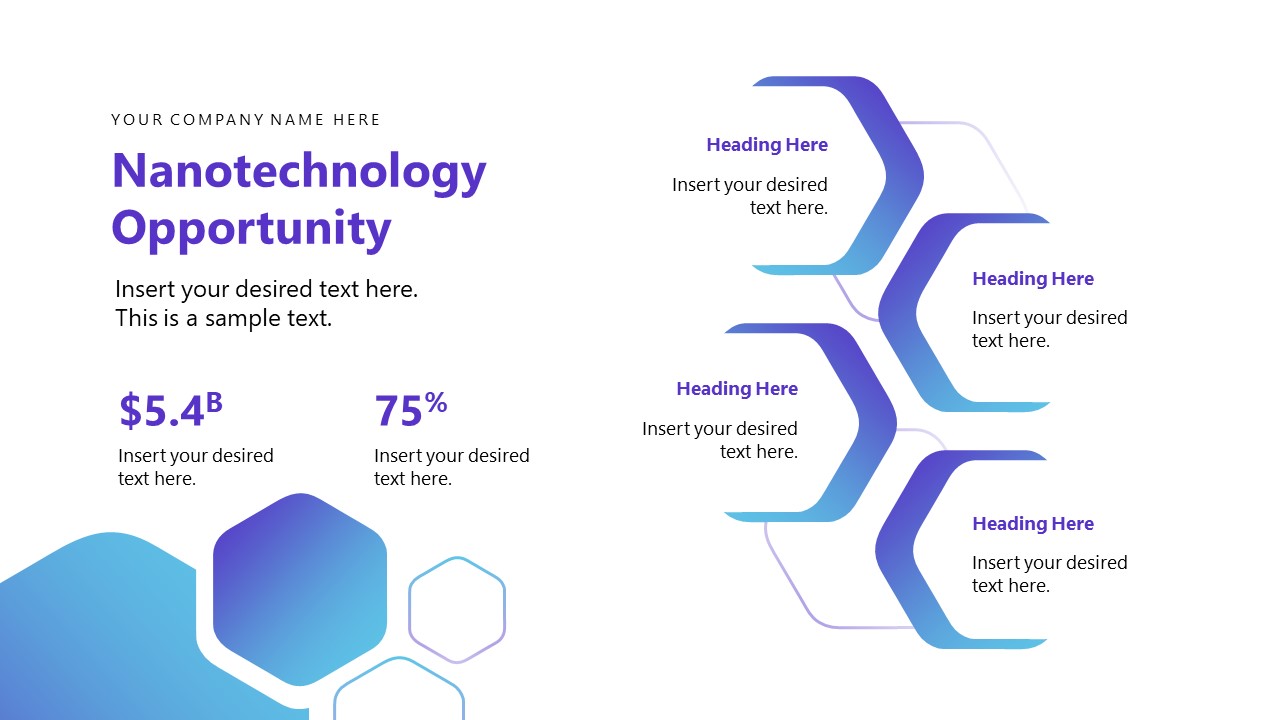 YOUR COMPANY NAME HERE
Nanotechnology
Opportunity
Insert your desired text here.
This is a sample text.
$5.4B
Insert your desired
text here.
75%
Insert your desired
text here.
Heading Here
Insert your desired
text here.
Heading Here
Insert your desired
text here.
Heading Here
Insert your desired
text here.
Heading Here
Insert your desired
text here.